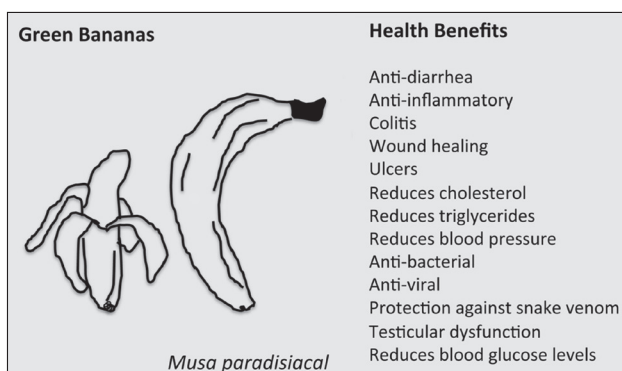 Green Bananas
Musa paradisiacal
Health Benefits
Anti-diarrhea
Anti-inflammatory
Colitis
Wound healing
Ulcers
Reduces cholesterol
Reduces triglycerides
Reduces blood pressure
Anti-bacterial
Anti-viral
Protection against snake venom
Testicular dysfunction
Reduces blood glucose levels